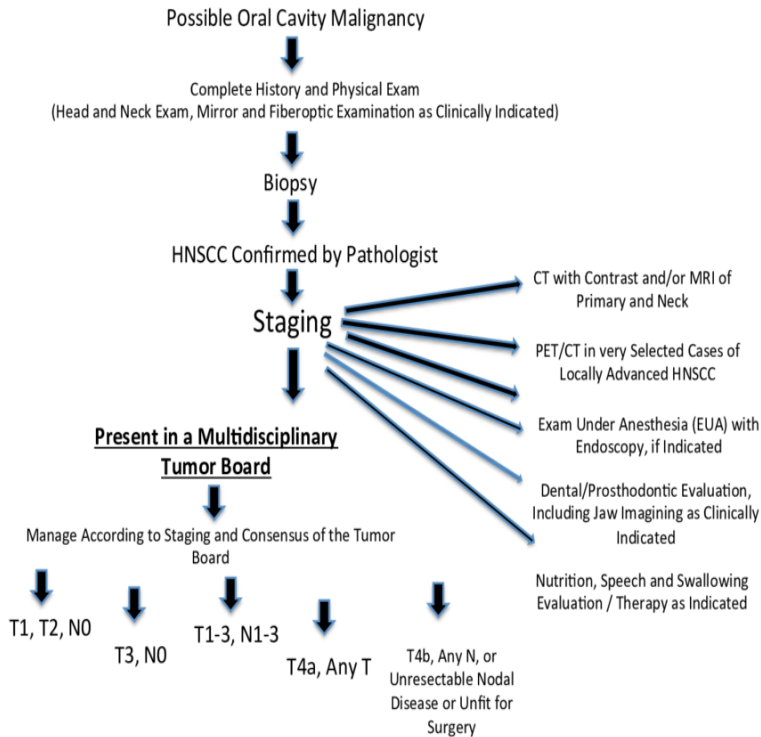 Possible Oral Cavity Malignancy
Complete History and Physical Exam
(Head and Neck Exam, Mirror and Fiberoptic Examination as Clinically Indicated)
Biopsy
HNSCC Confirmed by Pathologist
Staging
CT with Contrast and/or MRI of
Primary and Neck
PET/CT in very Selected Cases of
Locally Advanced HNSCC
Exam Under Anesthesia (EUA) with
Endoscopy, if Indicated
Dental/Prosthodontic Evaluation,
Including Jaw Imagining as Clinically
Indicated
Nutrition, Speech and Swallowing
Evaluation / Therapy as Indicated
Present in a Multidisciplinary
Tumor Board
Manage According to Staging and Consensus of the Tumor
Board
T1, T2, N0
T3, N0
T1-3, N1-3
T4a, Any T
T4b, Any N, or
Unresectable Nodal
Disease or Unfit for
Surgery